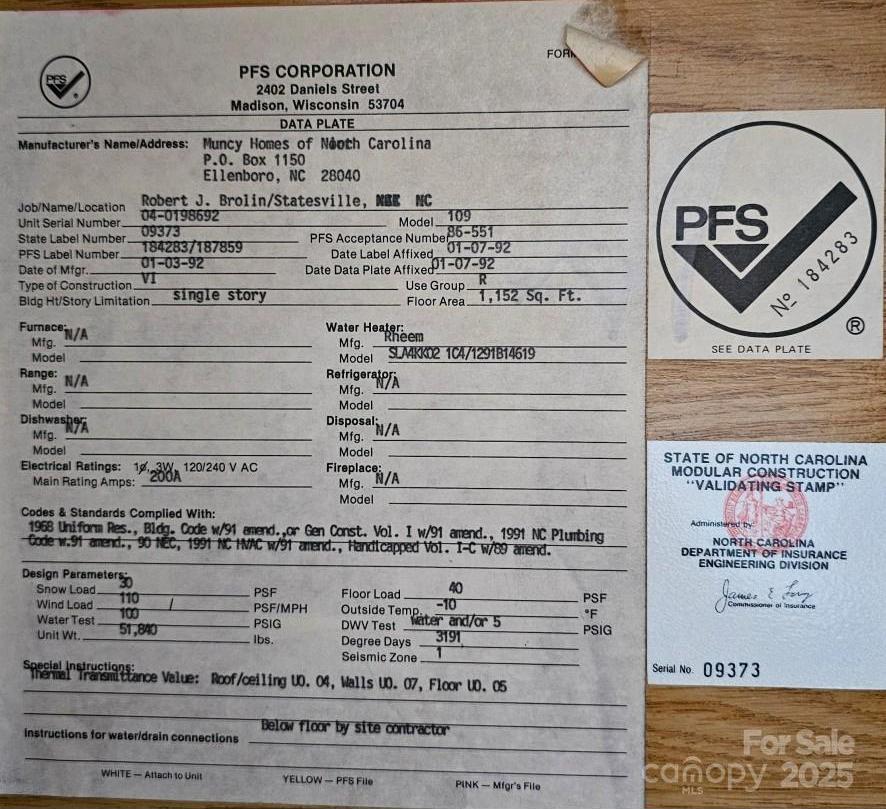 PFS
PFS CORPORATION
2402 Daniels Street
Madison, Wisconsin 53704
DATA PLATE
Manufacturer's Name/Address: Muncy Homes of North Carolina
P.O. Box 1150
Ellenboro, NC 28040
Job/Name/Location Robert J. Brolin/Statesville, NC
Unit Serial Number 04-0198692 Model 109
State Label Number 09373 PFS Acceptance Number 86-551
PFS Label Number 184283/187859 Date Label Affixed 01-07-92
Date of Mfgr. 01-03-92 Date Data Plate Affixed 01-07-92
Type of Construction VI Use Group R
Bldg Ht/Story Limitation single story Floor Area 1,152 Sq. Ft.
Furnace: N/A Water Heater:
Mfg. Mfg. Rheem
Model Model SLA4KKO2 1C4/1291B14619
Range: N/A Refrigerator: N/A
Mfg. Mfg.
Model Model
Dishwasher: N/A Disposal: N/A
Mfg. Mfg.
Model Model
Electrical Ratings: 1ø, 3W, 120/240 V AC Fireplace: N/A
Main Rating Amps: 200A Mfg.
Model
Codes & Standards Complied With:
1968 Uniform Res., Bldg. Code w/91 amend.,or Gen Const. Vol. I w/91 amend., 1991 NC Plumbing
Code w.91 amend., 90 NEC, 1991 NC HVAC w/91 amend., Handicapped Vol. I-C w/89 amend.
Design Parameters:
Snow Load 30 PSF Floor Load 40 PSF
Wind Load 110 / PSF/MPH Outside Temp. -10 °F
Water Test 100 PSIG DWV Test Water and/or 5 PSIG
Unit Wt. 51,840 lbs. Degree Days 3191
Seismic Zone 1
Special Instructions:
Thermal Transmittance Value: Roof/ceiling UO. 04, Walls UO. 07, Floor UO. 05
Instructions for water/drain connections Below floor by site contractor
WHITE — Attach to Unit YELLOW — PFS File PINK — Mfgr's File
PFS
Nº 184283
®
SEE DATA PLATE
STATE OF NORTH CAROLINA
MODULAR CONSTRUCTION
"VALIDATING STAMP"
Administered by:
NORTH CAROLINA
DEPARTMENT OF INSURANCE
ENGINEERING DIVISION
James E. Long
Commissioner of Insurance
Serial No. 09373
For Sale
canopy 2025
MLS